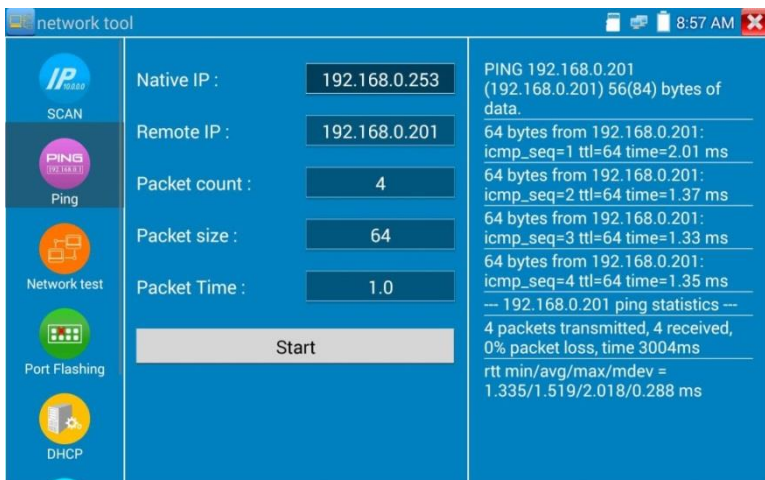 network tool
8:57 AM
IP
10.0.0.0
SCAN
PING
192.168.0.1
Ping
Network test
Port Flashing
DHCP
Native IP :
192.168.0.253
Remote IP :
192.168.0.201
Packet count :
4
Packet size :
64
Packet Time :
1.0
Start
PING 192.168.0.201
(192.168.0.201) 56(84) bytes of
data.
64 bytes from 192.168.0.201:
icmp_seq=1 ttl=64 time=2.01 ms
64 bytes from 192.168.0.201:
icmp_seq=2 ttl=64 time=1.37 ms
64 bytes from 192.168.0.201:
icmp_seq=3 ttl=64 time=1.33 ms
64 bytes from 192.168.0.201:
icmp_seq=4 ttl=64 time=1.35 ms
--- 192.168.0.201 ping statistics ---
4 packets transmitted, 4 received,
0% packet loss, time 3004ms
rtt min/avg/max/mdev =
1.335/1.519/2.018/0.288 ms